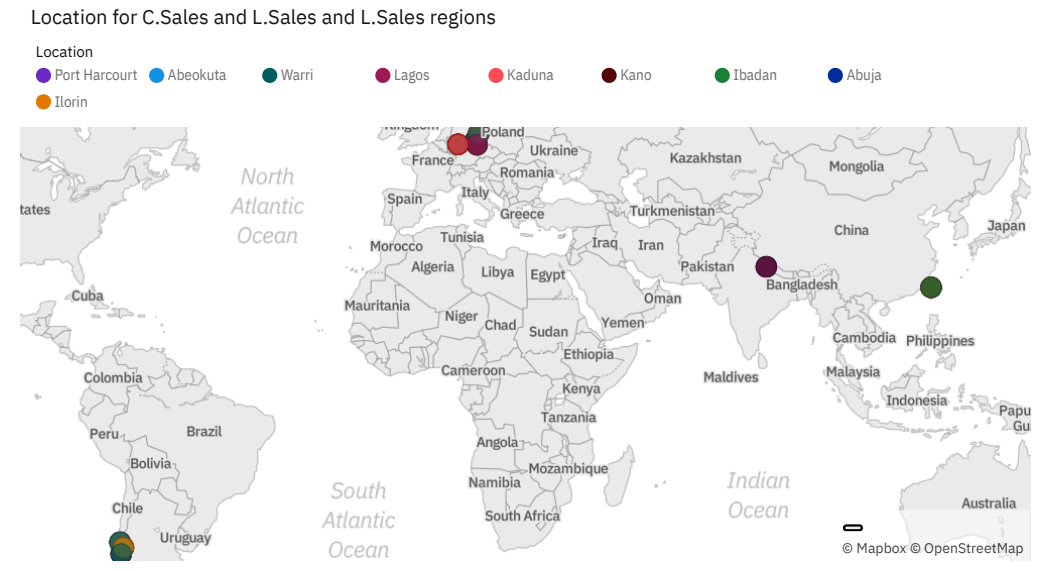 Location for C.Sales and L.Sales and L.Sales regions
Location
Port Harcourt Abeokuta Warri Lagos Kaduna Kano Ibadan Abuja
Ilorin
Kingdom Poland
Ukraine
France
Kazakhstan
Mongolia
Romania
North
Atlantic
Ocean
Italy
Spain
tates
Turkmenistan
Greece
Japan
China
Tunisia
Morocco
Iraq Iran
Algeria
Libya Egypt
Pakistan
Bangladesh
Cuba
Oman
Mauritania
Niger
Chad
Yemen
Sudan
Cambodia Philippines
Ethiopia
Cameroon
Malaysia
Colombia
Maldives
Kenya
Indonesia
Papu
Gu
Tanzania
Peru
Brazil
Angola
Bolivia
Mozambique
Namibia
Indian
Ocean
South
Atlantic
Ocean
Chile
Australia
South Africa
Uruguay
© Mapbox © OpenStreetMap